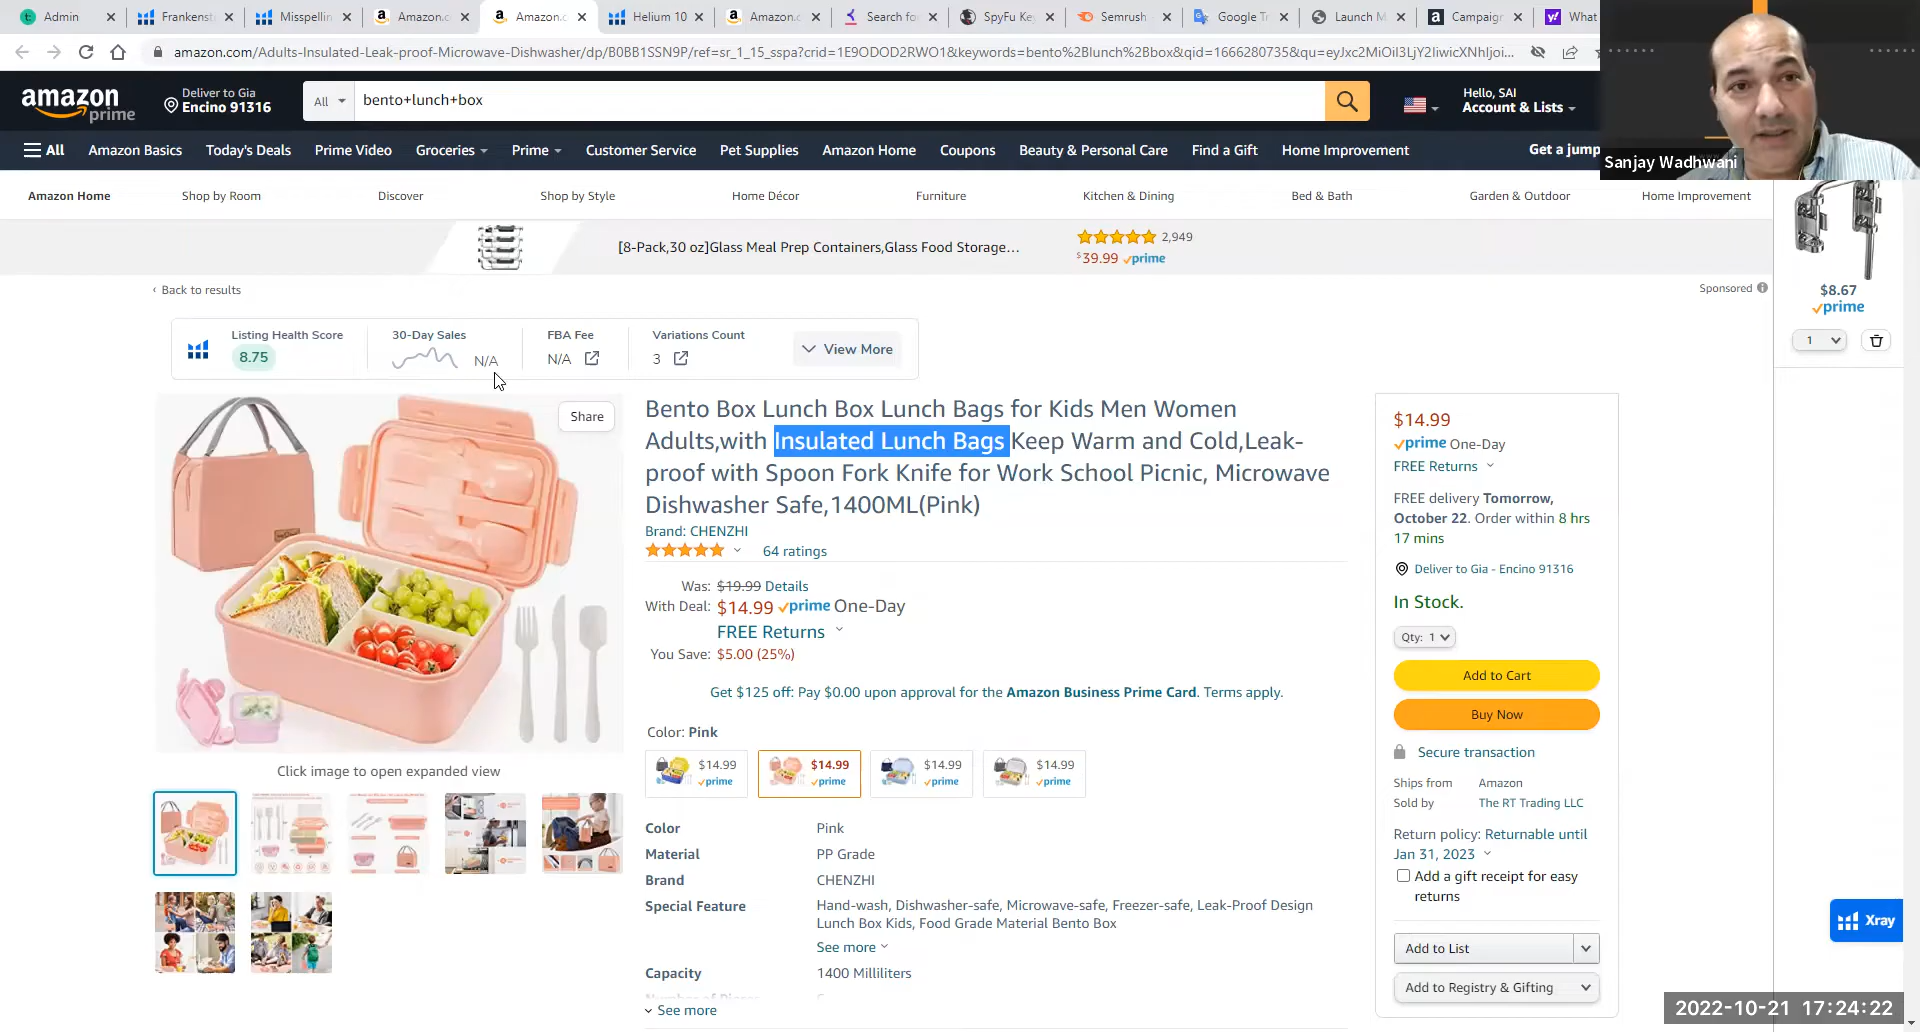 Admin
Frankenst
Misspellin
Amazon.c
Amazon.c
Helium 10
Amazon.c
Search fo
SpyFu Ke
Semrush
Google T
Launch M
Campaig
What
amazon.com/Adults-Insulated-Leak-proof-Microwave-Dishwasher/dp/B0BB1SSN9P/ref=sr_1_15_sspa?crid=1E9ODOD2RWO1&keywords=bento%2Blunch%2Bbox&qid=1666280735&qu=eyJxc2MiOiI3LjY2IiwicXNhIjoi...
amazon prime
Deliver to Gia
Encino 91316
All
bento+lunch+box
Hello, SAI
Account & Lists
Sanjay Wadhwani
All
Amazon Basics
Today's Deals
Prime Video
Groceries
Prime
Customer Service
Pet Supplies
Amazon Home
Coupons
Beauty & Personal Care
Find a Gift
Home Improvement
Get a jump
Amazon Home
Shop by Room
Discover
Shop by Style
Home Décor
Furniture
Kitchen & Dining
Bed & Bath
Garden & Outdoor
Home Improvement
[8-Pack,30 oz]Glass Meal Prep Containers,Glass Food Storage...
2,949
$39.99 prime
‹ Back to results
Sponsored
$8.67
prime
1
Listing Health Score
8.75
30-Day Sales
N/A
FBA Fee
N/A
Variations Count
3
View More
Share
Bento Box Lunch Box Lunch Bags for Kids Men Women
Adults,with Insulated Lunch Bags Keep Warm and Cold,Leak-
proof with Spoon Fork Knife for Work School Picnic, Microwave
Dishwasher Safe,1400ML(Pink)
Brand: CHENZHI
64 ratings
Was: $19.99 Details
With Deal: $14.99 prime One-Day
FREE Returns
You Save: $5.00 (25%)
Get $125 off: Pay $0.00 upon approval for the Amazon Business Prime Card. Terms apply.
Color: Pink
$14.99
prime
$14.99
prime
$14.99
prime
$14.99
prime
Color Pink
Material PP Grade
Brand CHENZHI
Special Feature Hand-wash, Dishwasher-safe, Microwave-safe, Freezer-safe, Leak-Proof Design
Lunch Box Kids, Food Grade Material Bento Box
See more
Capacity 1400 Milliliters
See more
Click image to open expanded view
$14.99
prime One-Day
FREE Returns
FREE delivery Tomorrow,
October 22. Order within 8 hrs
17 mins
Deliver to Gia - Encino 91316
In Stock.
Qty: 1
Add to Cart
Buy Now
Secure transaction
Ships from Amazon
Sold by The RT Trading LLC
Return policy: Returnable until
Jan 31, 2023
Add a gift receipt for easy
returns
Add to List
Add to Registry & Gifting
Xray
2022-10-21 17:24:22